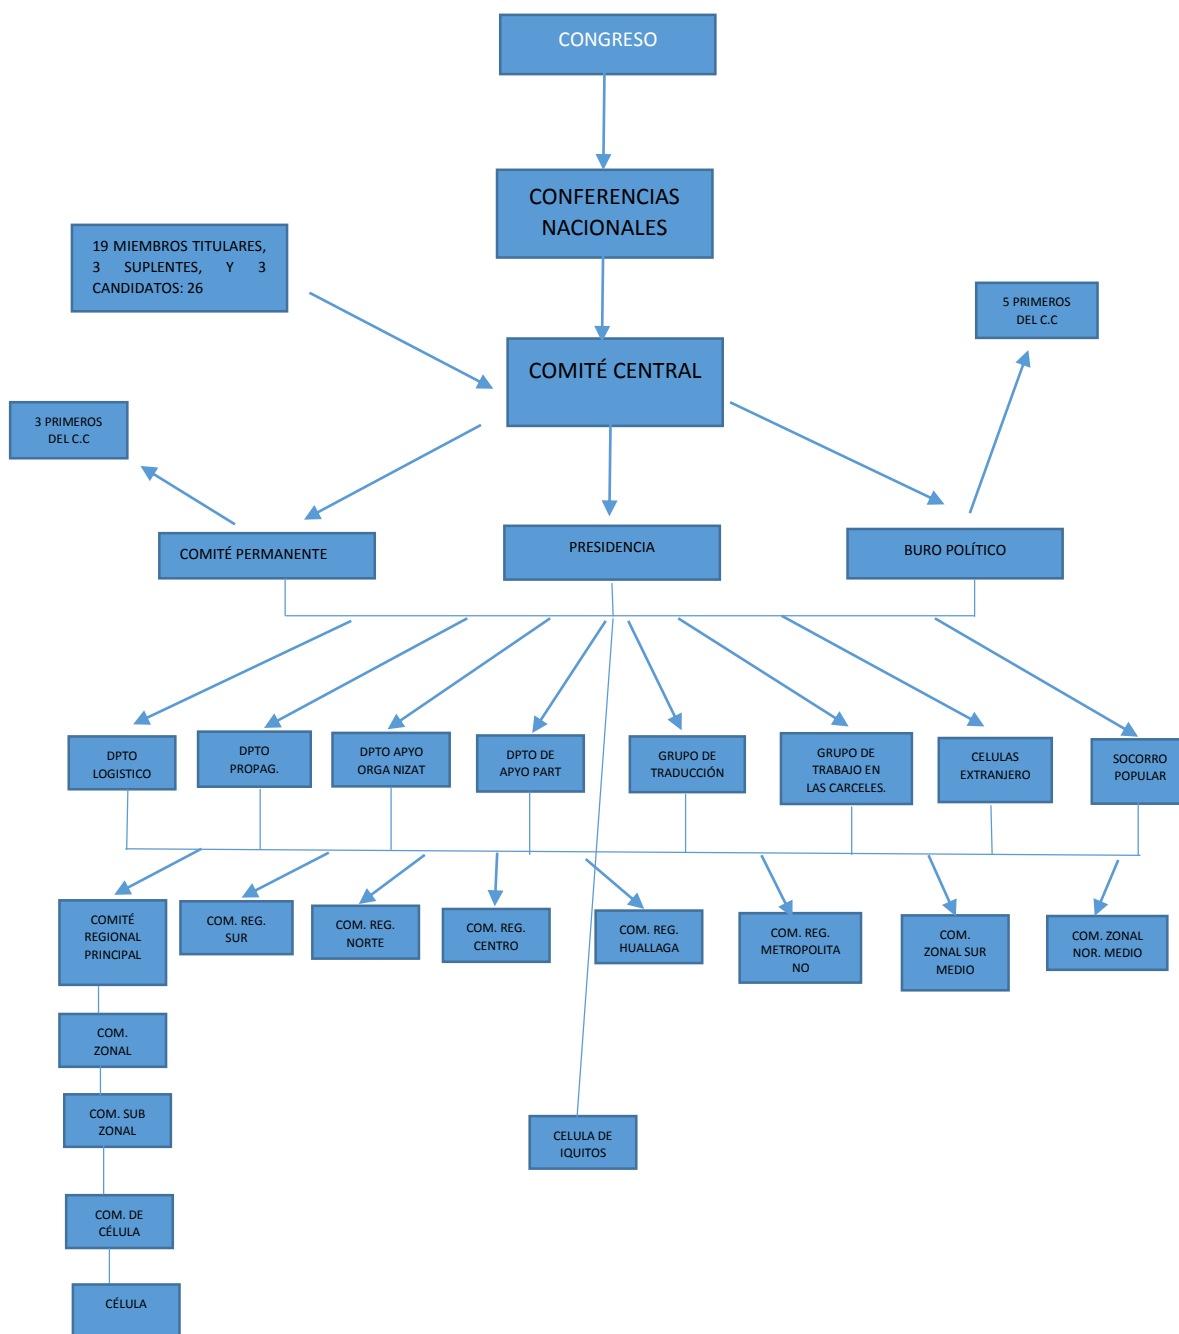 CONGRESO
CONFERENCIAS
NACIONALES
19 MIEMBROS TITULARES,
3 SUPLENTES, Y 3
CANDIDATOS: 26
5 PRIMEROS
DEL C.C
COMITÉ CENTRAL
3 PRIMEROS
DEL C.C
COMITÉ PERMANENTE
PRESIDENCIA
BURO POLÍTICO
DPTO
LOGISTICO
DPTO
PROPAG.
DPTO APYO
ORGA NIZAT
DPTO DE
APYO PART
GRUPO DE
TRADUCCIÓN
GRUPO DE
TRABAJO EN
LAS CARCELES.
CELULAS
EXTRANJERO
SOCORRO
POPULAR
COMITÉ
REGIONAL
PRINCIPAL
COM. REG.
SUR
COM. REG.
NORTE
COM. REG.
CENTRO
COM. REG.
HUALLAGA
COM. REG.
METROPOLITA
NO
COM.
ZONAL SUR
MEDIO
COM. ZONAL
NOR. MEDIO
COM.
ZONAL
COM. SUB
ZONAL
CELULA DE
IQUITOS
COM. DE
CÉLULA
CÉLULA